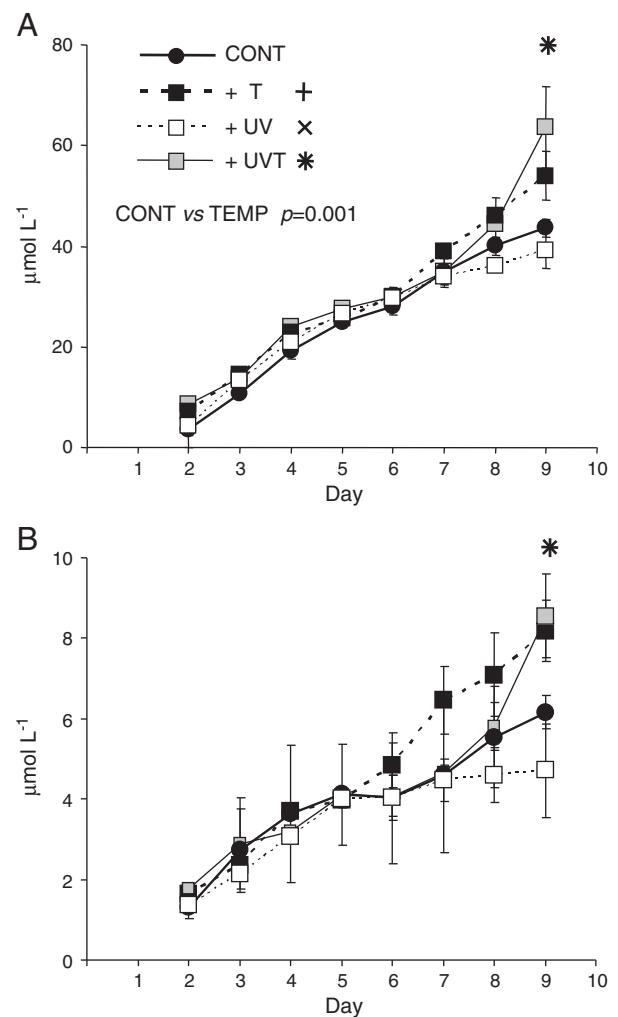 A
80
60
40
20
0
μmol L-1
CONT
+ T +
+ UV ×
+ UVT *
CONT vs TEMP p=0.001
*
1 2 3 4 5 6 7 8 9 10
Day
B
10
8
6
4
2
0
μmol L-1
*
1 2 3 4 5 6 7 8 9 10
Day